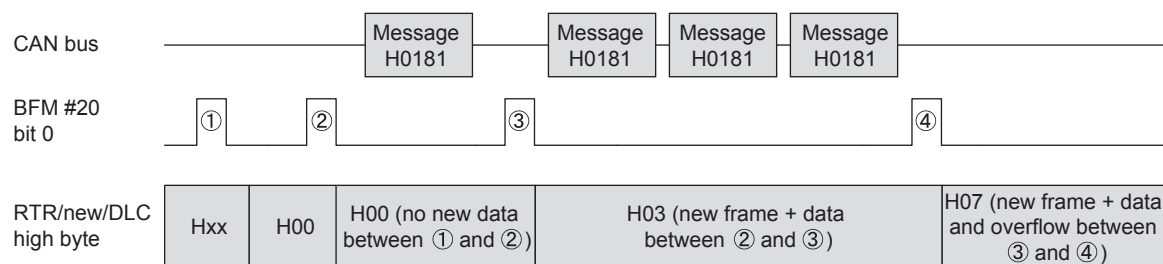 CAN bus
Message
H0181
Message
H0181
Message
H0181
Message
H0181
BFM #20
bit 0
①
②
③
④
RTR/new/DLC
high byte
Hxx
H00
H00 (no new data
between ① and ②)
H03 (new frame + data
between ② and ③)
H07 (new frame + data
and overflow between
③ and ④)